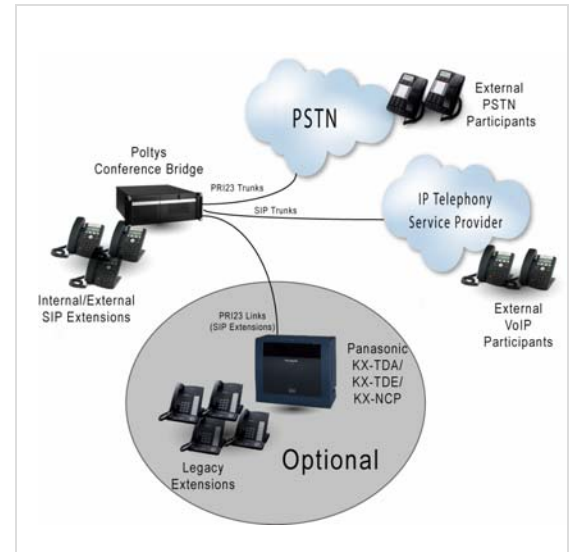 External
PSTN
Participants
PSTN
Poltys
Conference Bridge
PRI23 Trunks
SIP Trunks
IP Telephony
Service Provider
Internal/External
SIP Extensions
External
VoIP
Participants
PRI23 Links
(SIP Extensions)
Panasonic
KX-TDA/
KX-TDE/
KX-NCP
Legacy
Extensions
Optional